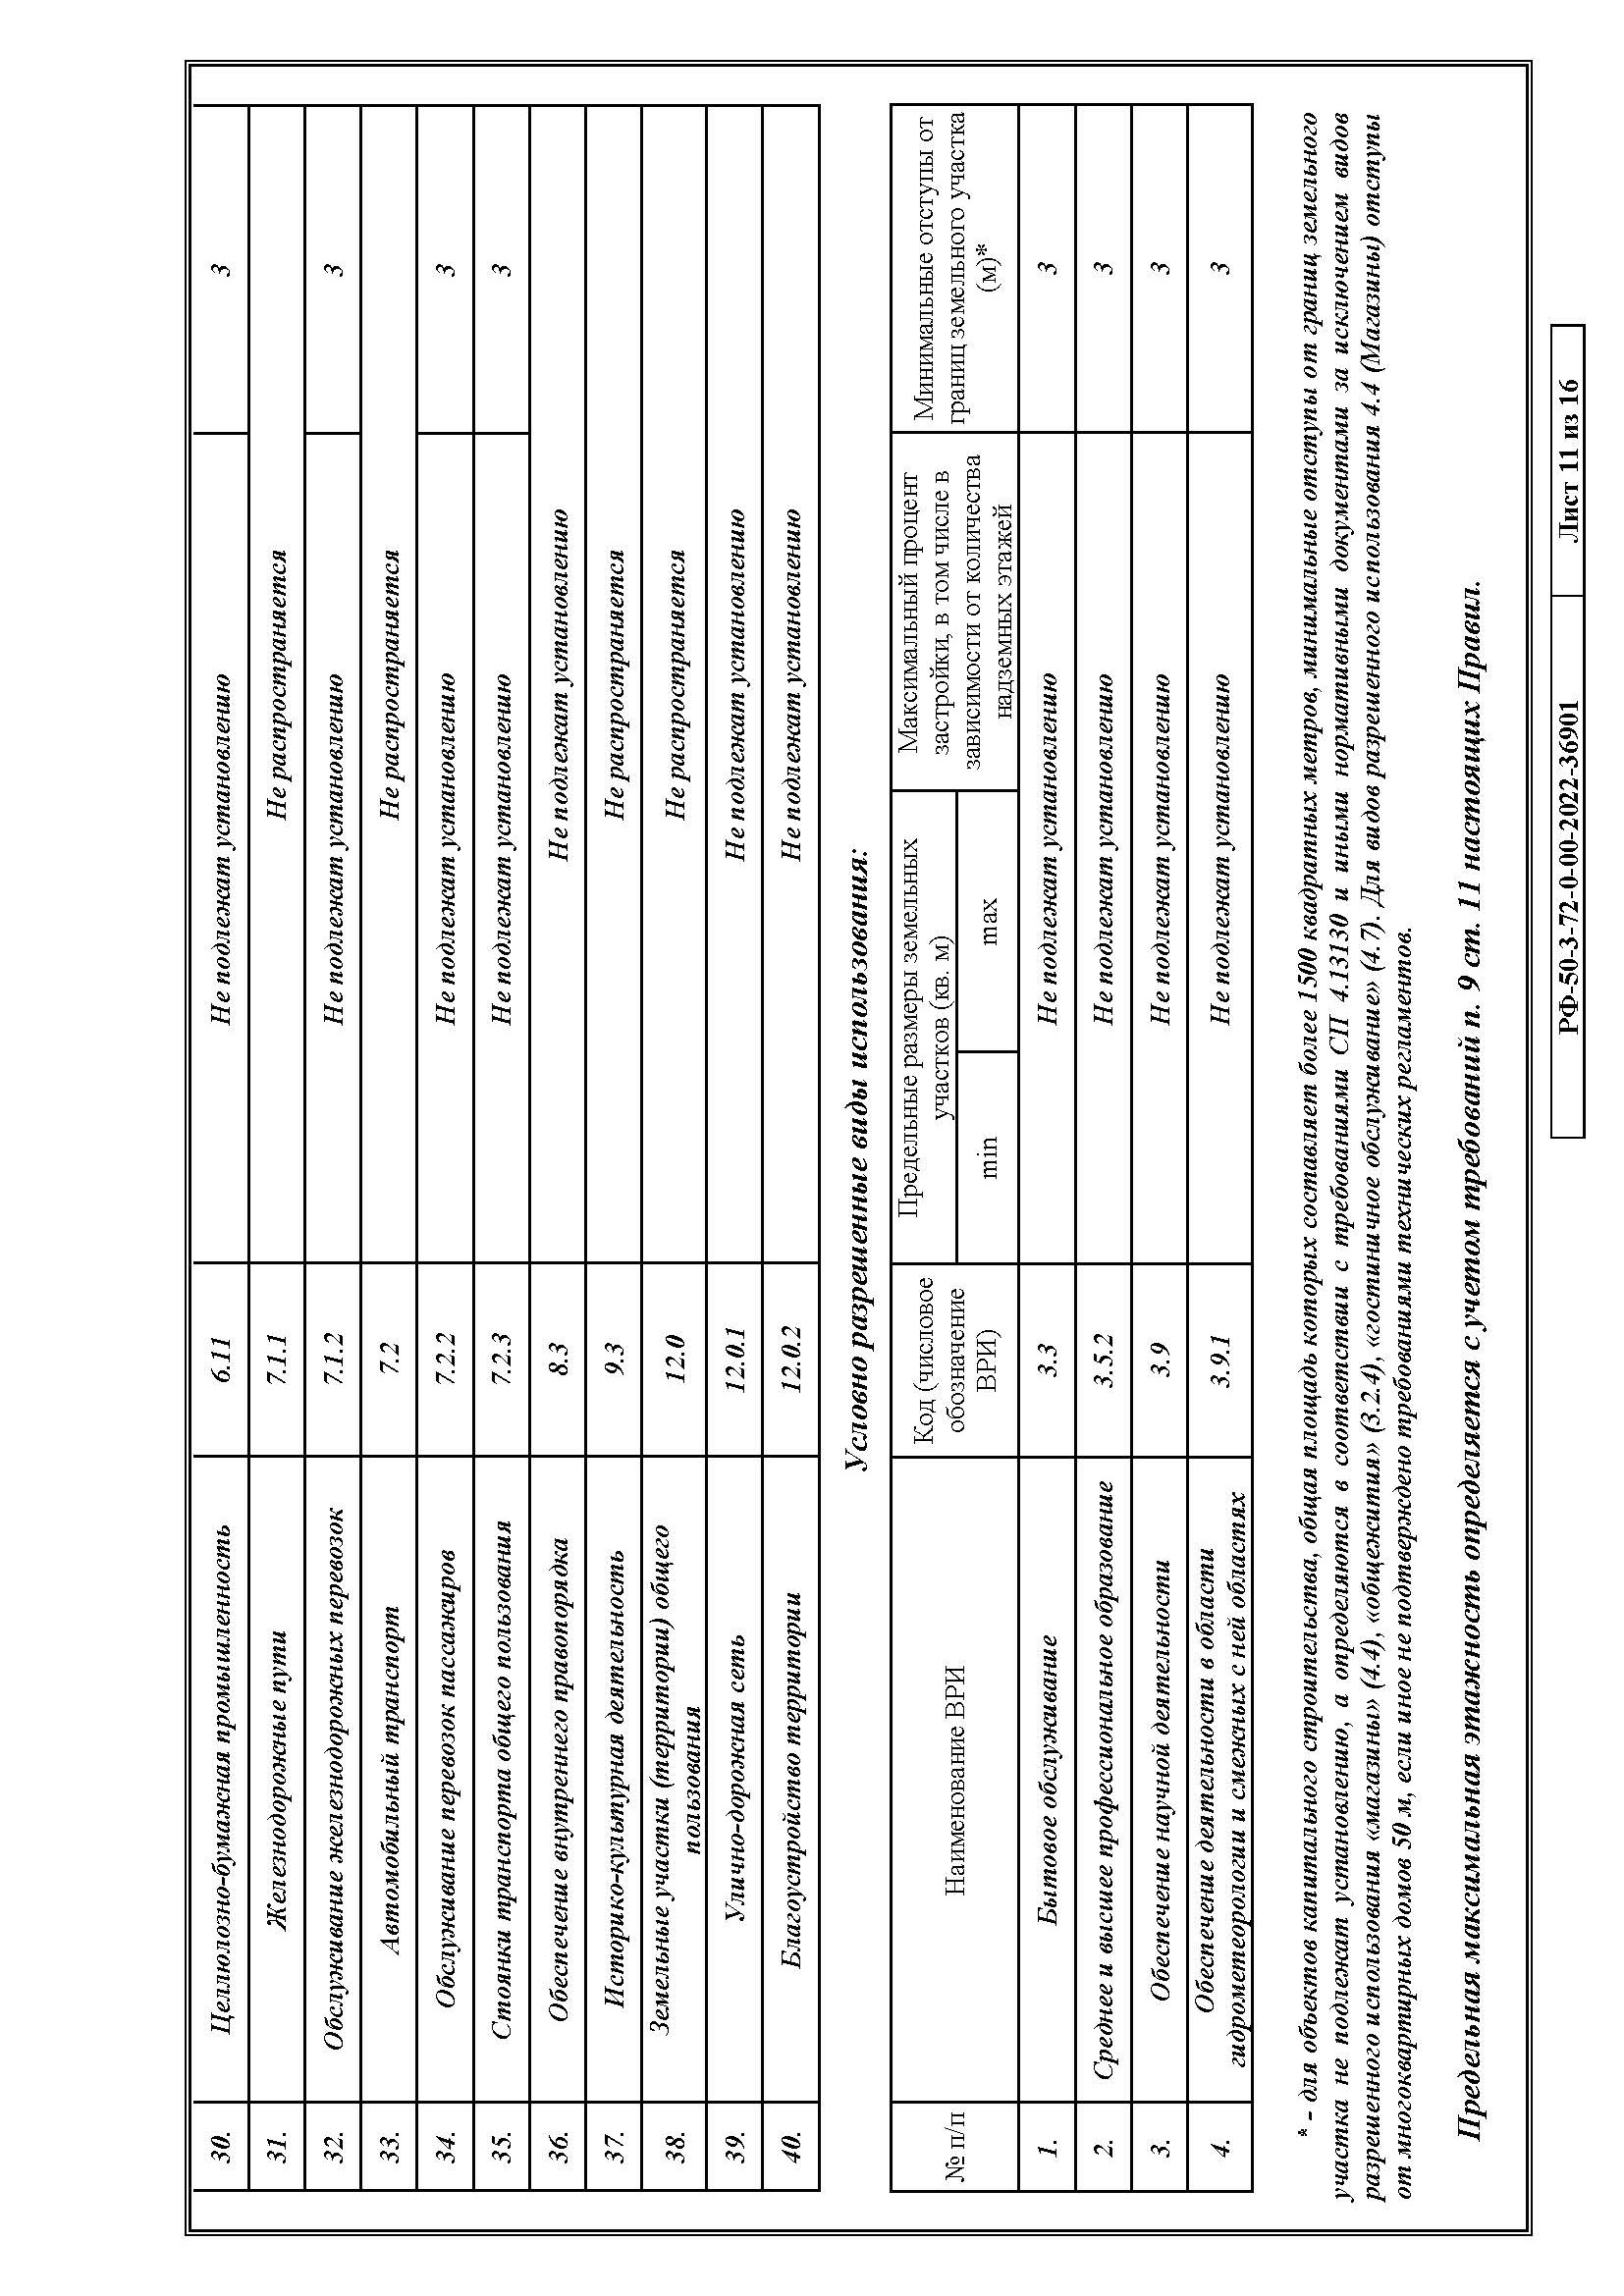 30. Целлюлозно-бумажная промышленность 6.11 Не подлежат установлению 3
31. Железнодорожные пути 7.1.1 Не распространяется
32. Обслуживание железнодорожных перевозок 7.1.2 Не подлежат установлению 3
33. Автомобильный транспорт 7.2 Не распространяется
34. Обслуживание перевозок пассажиров 7.2.2 Не подлежат установлению 3
35. Стоянки транспорта общего пользования 7.2.3 Не подлежат установлению 3
36. Обеспечение внутреннего правопорядка 8.3 Не подлежат установлению
37. Историко-культурная деятельность 9.3 Не распространяется
38. Земельные участки (территории) общего
пользования 12.0 Не распространяется
39. Улично-дорожная сеть 12.0.1 Не подлежат установлению
40. Благоустройство территории 12.0.2 Не подлежат установлению
Условно разрешенные виды использования:
№ п/п
Наименование ВРИ
Код (числовое
обозначение
ВРИ)
Предельные размеры земельных
участков (кв. м)
min
max
Максимальный процент
застройки, в том числе в
зависимости от количества
надземных этажей
Минимальные отступы от
границ земельного участка
(м)*
1. Бытовое обслуживание 3.3 Не подлежат установлению 3
2. Среднее и высшее профессиональное образование 3.5.2 Не подлежат установлению 3
3. Обеспечение научной деятельности 3.9 Не подлежат установлению 3
4. Обеспечение деятельности в области
гидрометеорологии и смежных с ней областях 3.9.1 Не подлежат установлению 3
* - для объектов капитального строительства, общая площадь которых составляет более 1500 квадратных метров, минимальные отступы от границ земельного
участка не подлежат установлению, а определяются в соответствии с требованиями СП 4.13130 и иными нормативными документами за исключением видов
разрешенного использования «магазины» (4.4), «общежития» (3.2.4), «гостиничное обслуживание» (4.7). Для видов разрешенного использования 4.4 (Магазины) отступы
от многоквартирных домов 50 м, если иное не подтверждено требованиями технических регламентов.
Предельная максимальная этажность определяется с учетом требований п. 9 ст. 11 настоящих Правил.
РФ-50-3-72-0-00-2022-36901 Лист 11 из 16